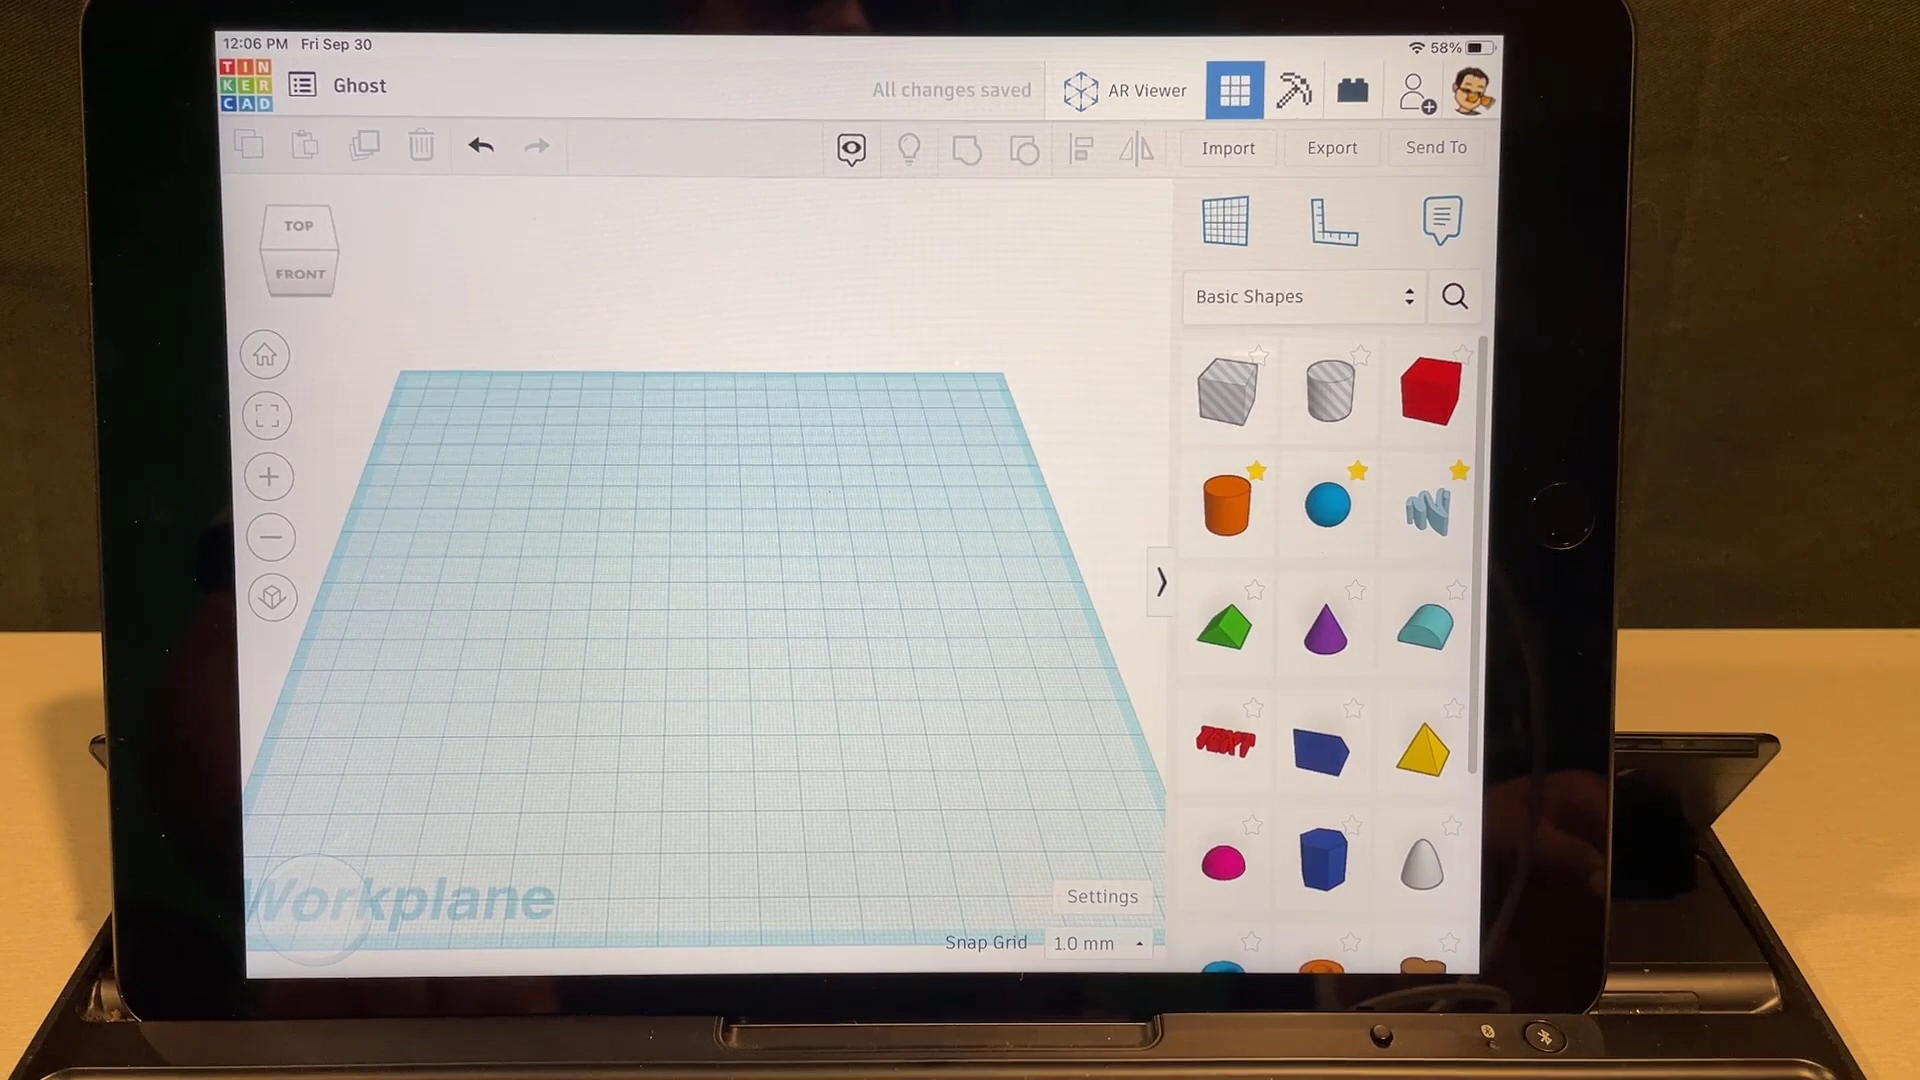 12:06 PM Fri Sep 30
58%
TIN
KER
CAD
Ghost
All changes saved
AR Viewer
Import
Export
Send To
TOP
FRONT
Basic Shapes
TEXT
Workplane
Settings
Snap Grid
1.0 mm